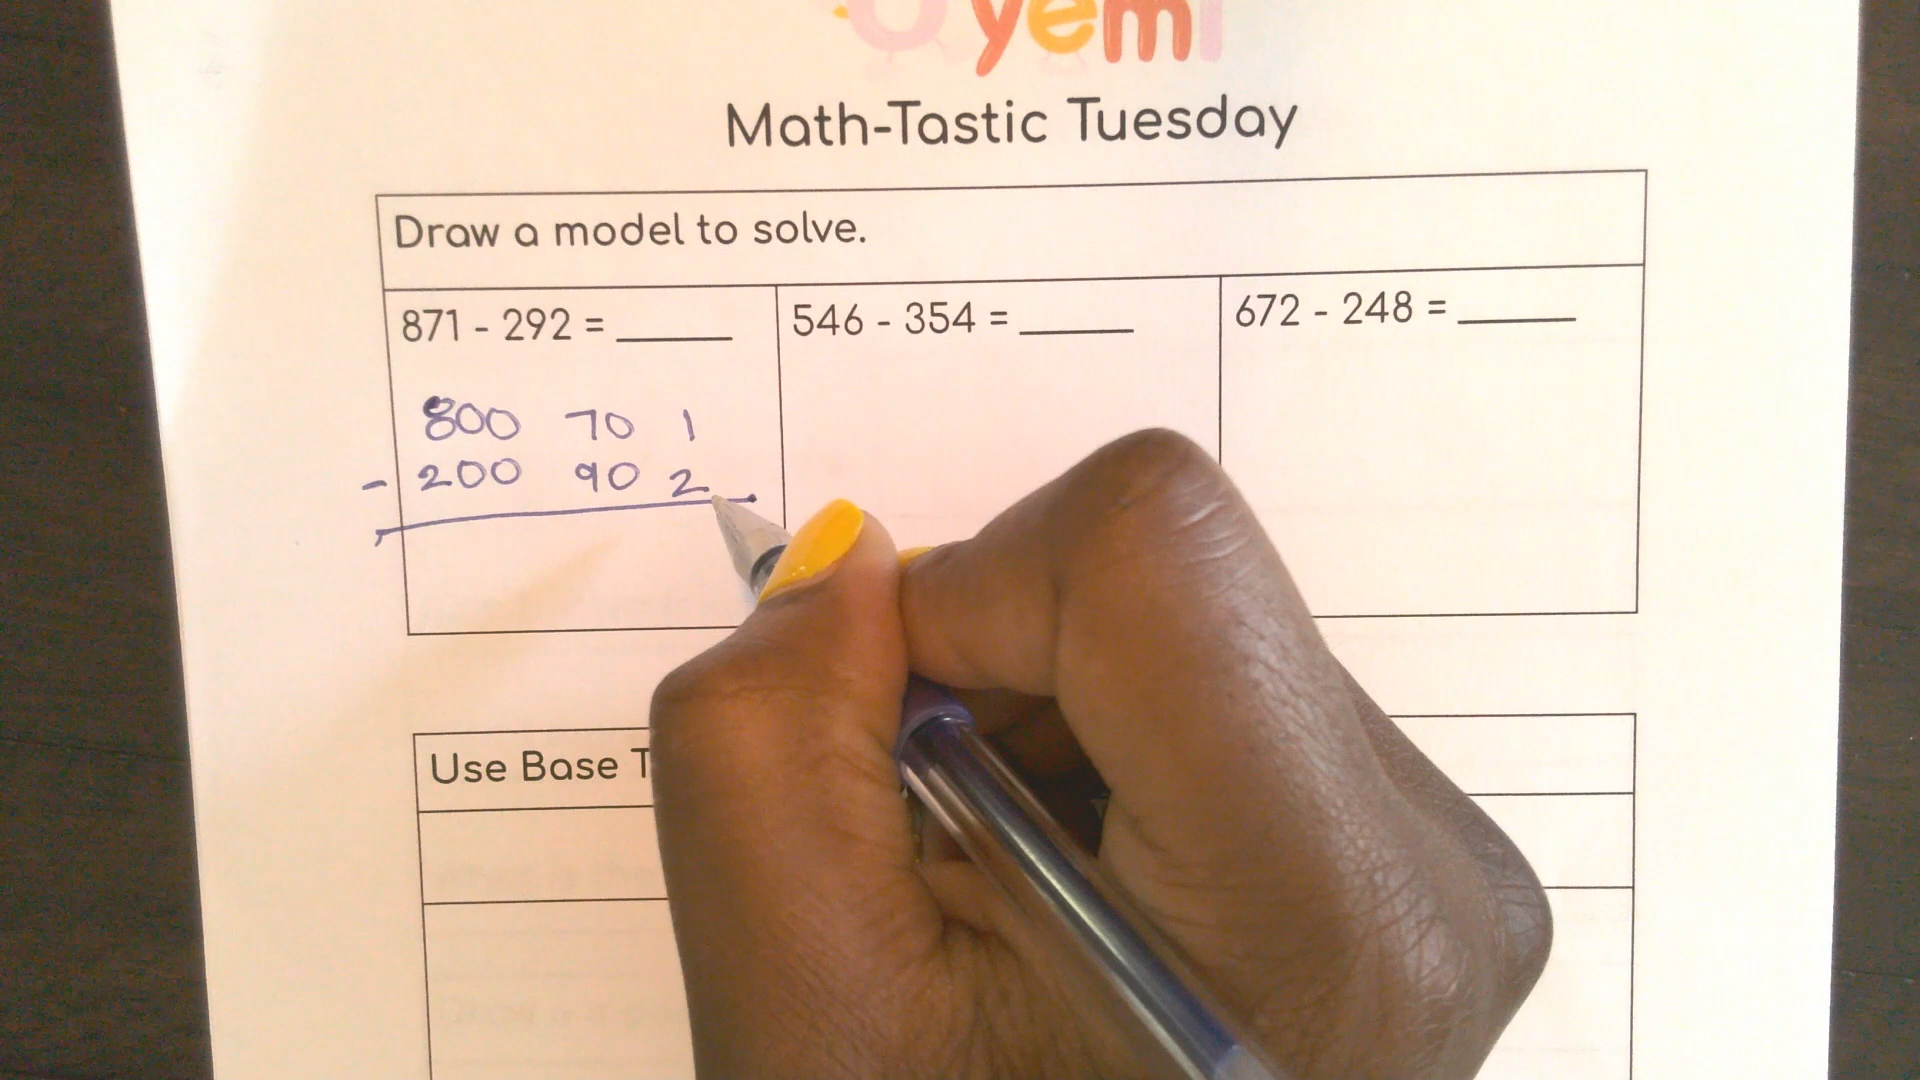 yemi
Math-Tastic Tuesday
Draw a model to solve.
871 - 292 = ______
546 - 354 = ______
672 - 248 = ______
800 70 1
- 200 90 2
Use Base